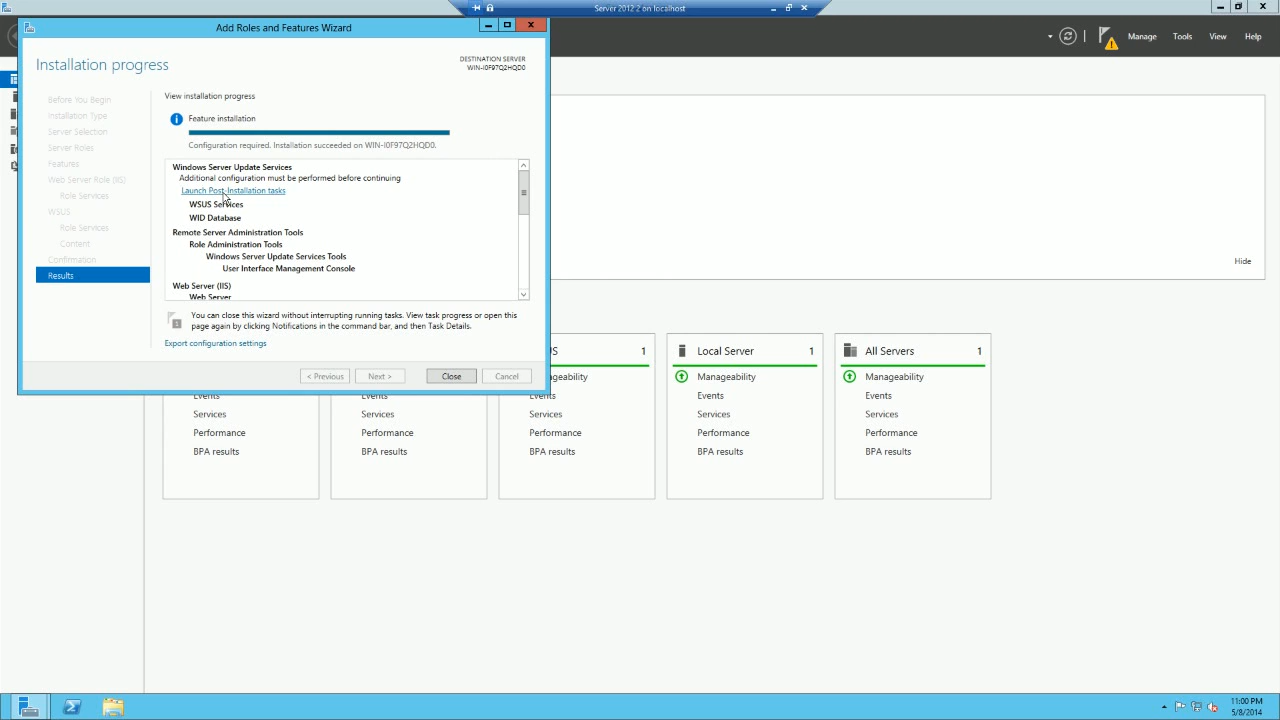 Server 2012 2 on localhost
Add Roles and Features Wizard
Manage
Tools
View
Help
Installation progress
DESTINATION SERVER
WIN-I0F97Q2HQD0
Before You Begin
Installation Type
Server Selection
Server Roles
Features
Web Server Role (IIS)
Role Services
WSUS
Role Services
Content
Confirmation
Results
View installation progress
Feature installation
Configuration required. Installation succeeded on WIN-I0F97Q2HQD0.
Windows Server Update Services
Additional configuration must be performed before continuing
Launch Post-Installation tasks
WSUS Services
WID Database
Remote Server Administration Tools
Role Administration Tools
Windows Server Update Services Tools
User Interface Management Console
Web Server (IIS)
Web Server
You can close this wizard without interrupting running tasks. View task progress or open this
page again by clicking Notifications in the command bar, and then Task Details.
Export configuration settings
< Previous
Next >
Close
Cancel
Hide
Events
Services
Performance
BPA results
Events
Services
Performance
BPA results
US 1
ageability
Events
Services
Performance
BPA results
Local Server 1
Manageability
Events
Services
Performance
BPA results
All Servers 1
Manageability
Events
Services
Performance
BPA results
11:00 PM
5/8/2014